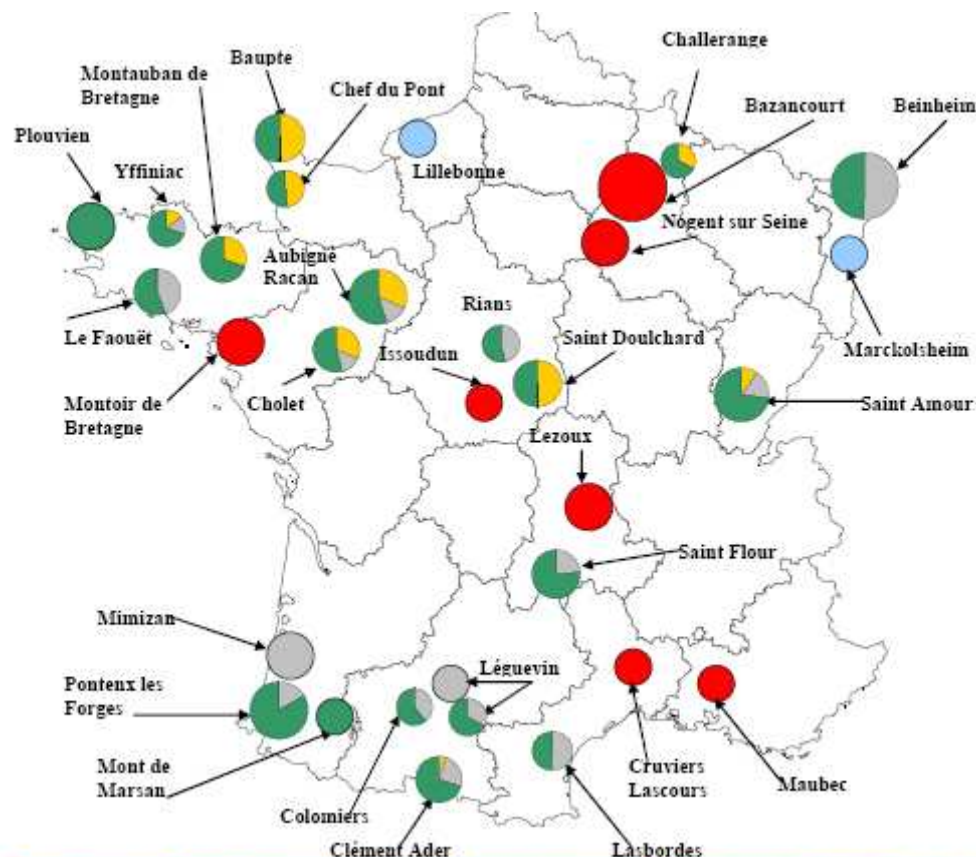 Challerange
Baupte
Montauban de
Bretagne
Chef du Pont
Bazancourt
Beinheim
Plouvien
Yffiniac
Lillebonne
Nogent sur Seine
Aubigné
Racan
Rians
Le Faouët
Issoudun
Saint Doulchard
Marckolsheim
Montoir de
Bretagne
Cholet
Saint Amour
Lezoux
Saint Flour
Mimizan
Léguevin
Pontenx les
Forges
Mont de
Marsan
Cruviers
Lascours
Maubec
Colomiers
Clément Ader
Lasbordes